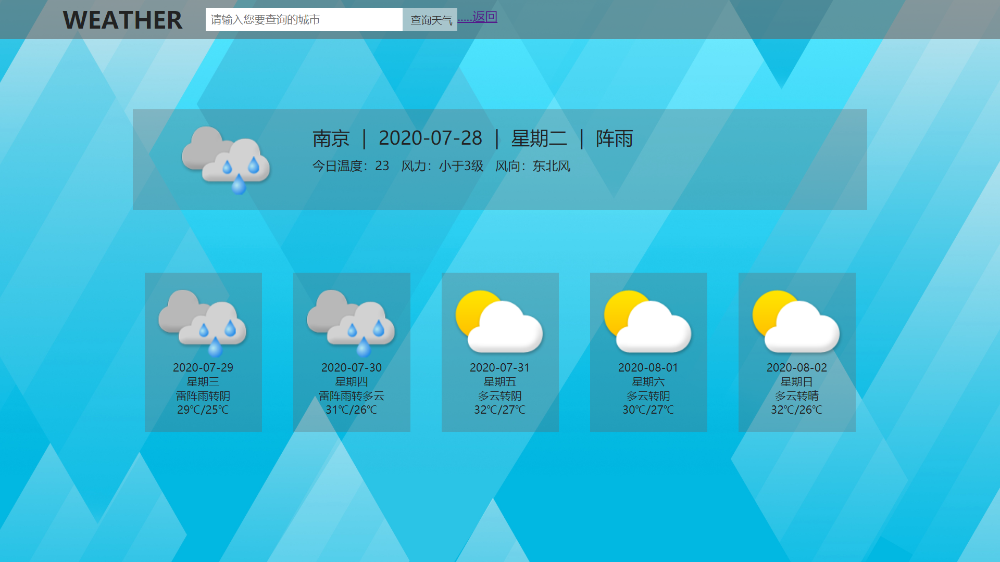 WEATHER
请输入您要查询的城市
查询天气
.....返回
南京 | 2020-07-28 | 星期二 | 阵雨
今日温度：23 风力：小于3级 风向：东北风
2020-07-29
星期三
雷阵雨转阴
29℃/25℃
2020-07-30
星期四
雷阵雨转多云
31℃/26℃
2020-07-31
星期五
多云转阴
32℃/27℃
2020-08-01
星期六
多云转阴
30℃/27℃
2020-08-02
星期日
多云转晴
32℃/26℃